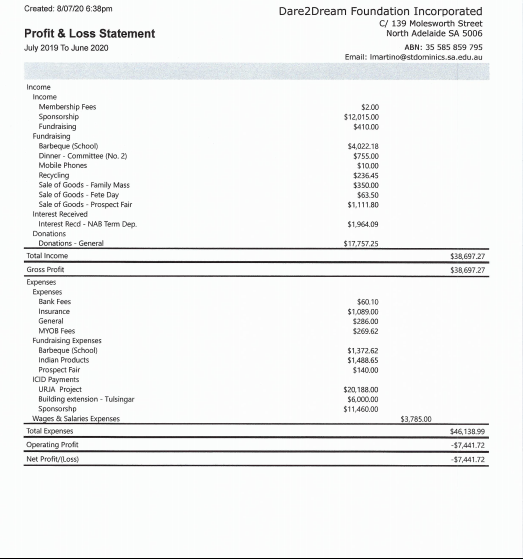 Created: 8/07/20 6:38pm
Dare2Dream Foundation Incorporated
C/ 139 Molesworth Street
North Adelaide SA 5006
Profit & Loss Statement
July 2019 To June 2020
ABN: 35 585 859 795
Email: lmartino@stdominics.sa.edu.au
Income
Income
Membership Fees $2.00
Sponsorship $12,015.00
Fundraising $410.00
Fundraising
Barbeque (School) $4,022.18
Dinner - Committee (No. 2) $755.00
Mobile Phones $10.00
Recycling $236.45
Sale of Goods - Family Mass $350.00
Sale of Goods - Fete Day $63.50
Sale of Goods - Prospect Fair $1,111.80
Interest Received
Interest Recd - NAB Term Dep. $1,964.09
Donations
Donations - General $17,757.25
Total Income $38,697.27
Gross Profit $38,697.27
Expenses
Expenses
Bank Fees $60.10
Insurance $1,089.00
General $286.00
MYOB Fees $269.62
Fundraising Expenses
Barbeque (School) $1,372.62
Indian Products $1,488.65
Prospect Fair $140.00
ICID Payments
URJA Project $20,188.00
Building extension - Tulsingar $6,000.00
Sponsorshp $11,460.00
Wages & Salaries Expenses $3,785.00
Total Expenses $46,138.99
Operating Profit -$7,441.72
Net Profit/(Loss) -$7,441.72